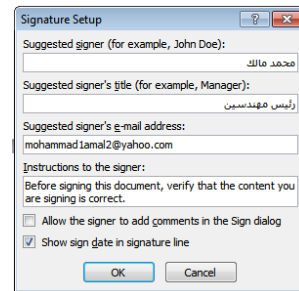 Signature Setup
Suggested signer (for example, John Doe):
محمد مالك
Suggested signer's title (for example, Manager):
رئيس مهندسين
Suggested signer's e-mail address:
mohammad1amal2@yahoo.com
Instructions to the signer:
Before signing this document, verify that the content you
are signing is correct.
Allow the signer to add comments in the Sign dialog
Show sign date in signature line
OK
Cancel